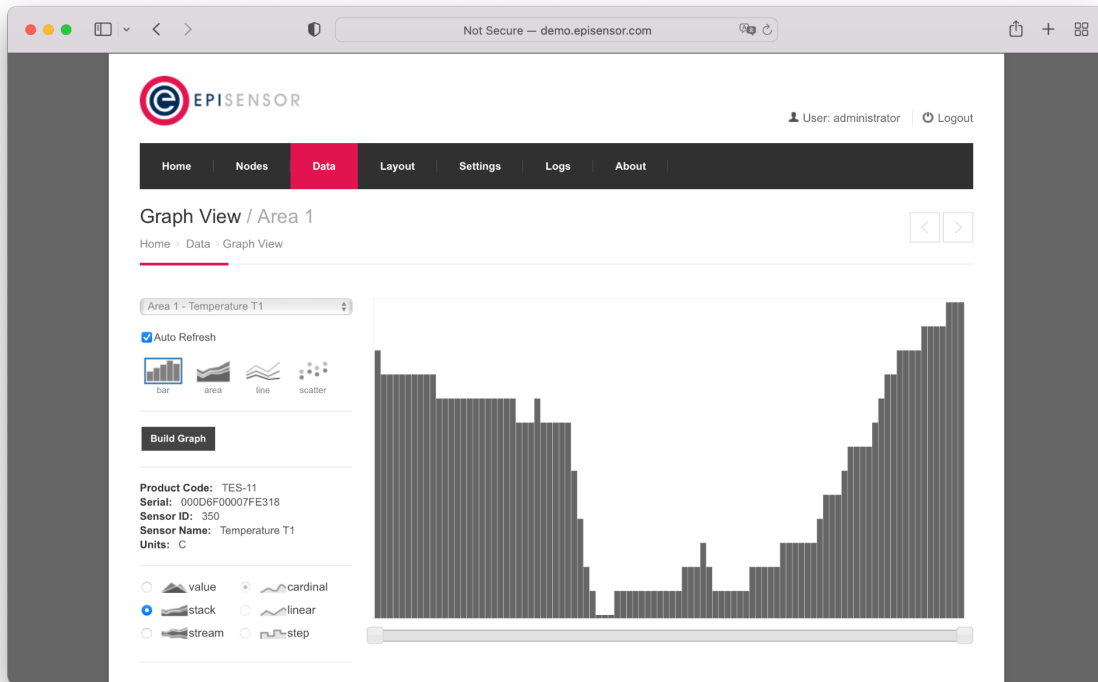 Not Secure — demo.episensor.com
EPISENSOR
User: administrator Logout
Home Nodes Data Layout Settings Logs About
Graph View / Area 1
Home Data Graph View
Area 1 - Temperature T1
Auto Refresh
bar area line scatter
Build Graph
Product Code: TES-11
Serial: 000D6F00007FE318
Sensor ID: 350
Sensor Name: Temperature T1
Units: C
value cardinal
stack linear
stream step